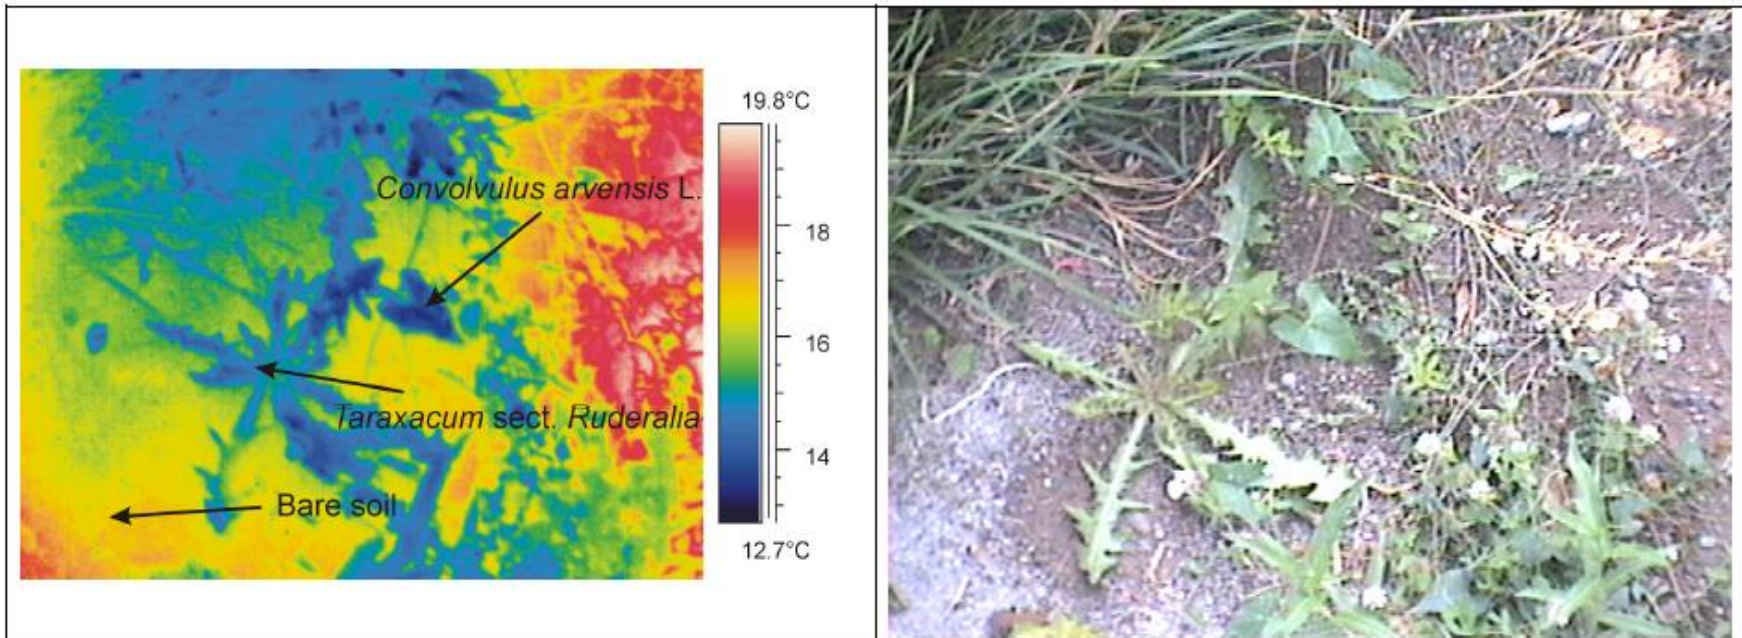 19.8°C
Convolvulus arvensis L.
18
16
Taraxacum sect. Ruderalia
14
Bare soil
12.7°C